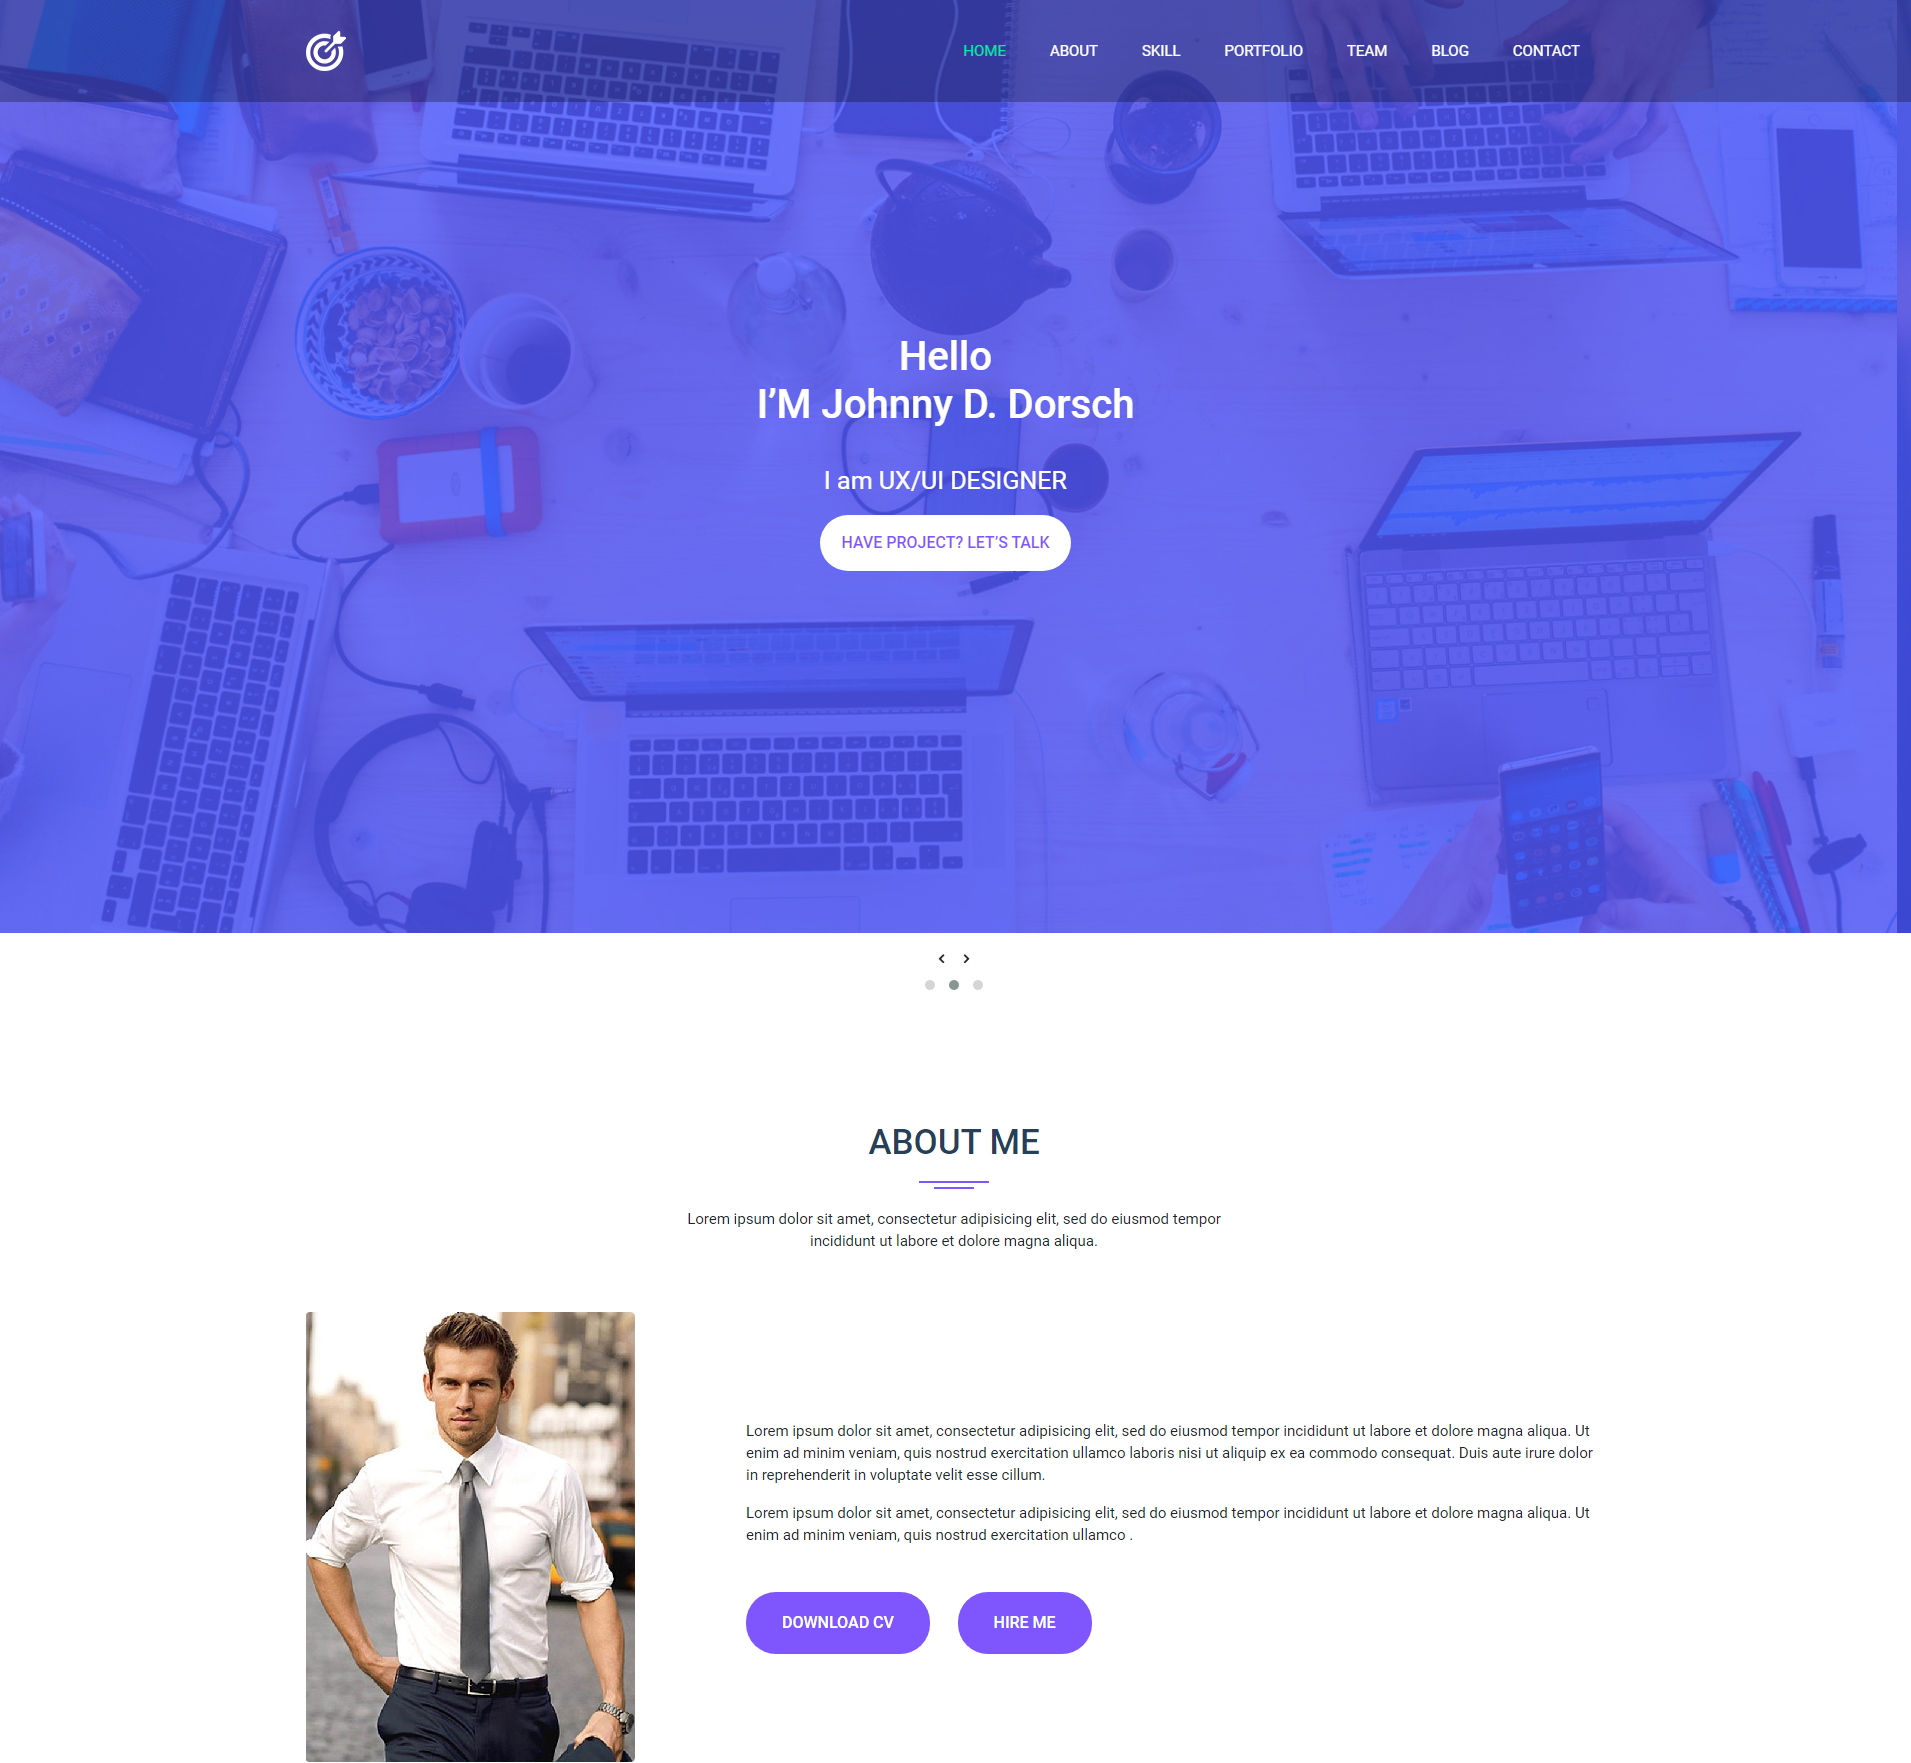 HOME ABOUT SKILL PORTFOLIO TEAM BLOG CONTACT
Hello
I’M Johnny D. Dorsch
I am UX/UI DESIGNER
HAVE PROJECT? LET’S TALK
ABOUT ME
Lorem ipsum dolor sit amet, consectetur adipisicing elit, sed do eiusmod tempor
incididunt ut labore et dolore magna aliqua.
Lorem ipsum dolor sit amet, consectetur adipisicing elit, sed do eiusmod tempor incididunt ut labore et dolore magna aliqua. Ut
enim ad minim veniam, quis nostrud exercitation ullamco laboris nisi ut aliquip ex ea commodo consequat. Duis aute irure dolor
in reprehenderit in voluptate velit esse cillum.
Lorem ipsum dolor sit amet, consectetur adipisicing elit, sed do eiusmod tempor incididunt ut labore et dolore magna aliqua. Ut
enim ad minim veniam, quis nostrud exercitation ullamco .
DOWNLOAD CV HIRE ME